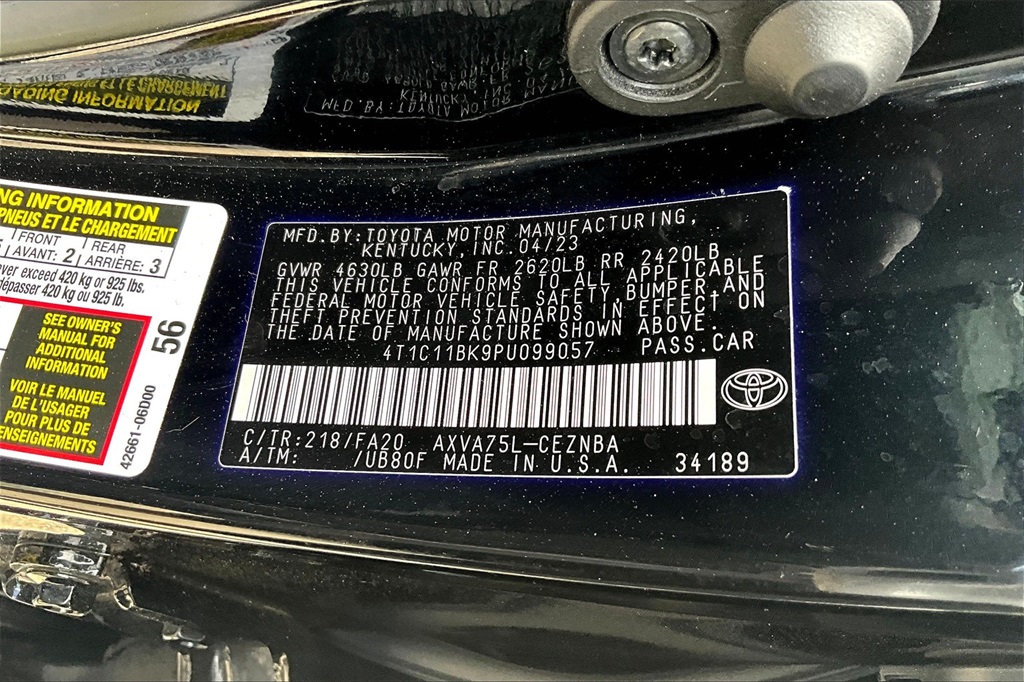 NG INFORMATION
PNEUS ET LE CHARGEMENT
FRONT
AVANT: 2
REAR
ARRIÈRE: 3
ver exceed 420 kg or 925 lbs.
dépasser 420 kg ou 925 lb.
SEE OWNER'S
MANUAL FOR
ADDITIONAL
INFORMATION
VOIR LE MANUEL
DE L'USAGER
POUR PLUS DE
RENSEIGNEMENTS
56
42661-06D00
MFD.BY:TOYOTA MOTOR MANUFACTURING,
KENTUCKY, INC.04/23
GVWR 4630LB GAWR FR 2620LB RR 2420LB
THIS VEHICLE CONFORMS TO ALL APPLICABLE
FEDERAL MOTOR VEHICLE SAFETY,BUMPER,AND
THEFT PREVENTION STANDARDS IN EFFECT ON
THE DATE OF MANUFACTURE SHOWN ABOVE.
4T1C11BK9PU099057 PASS.CAR
C/TR:218/FA20 AXVA75L-CEZNBA
A/TM: /UB80F MADE IN U.S.A. 34189